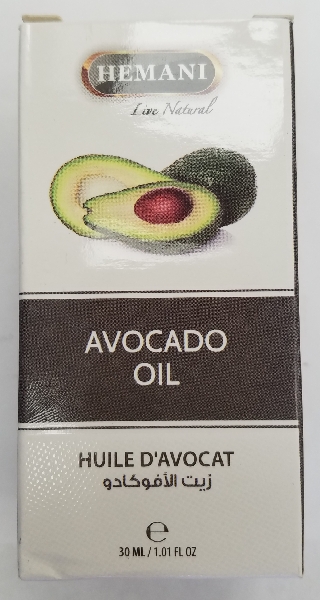 HEMANI
Live Natural
AVOCADO
OIL
HUILE D'AVOCAT
زيت الأفوكادو
℮
30 ML / 1.01 FL OZ